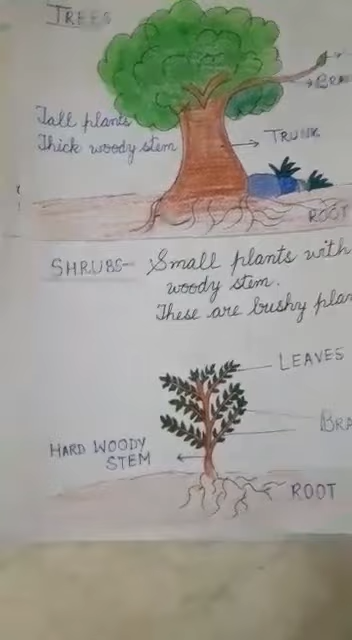 TREES
Tall plants
Thick woody stem
TRUNK
ROOT
SHRUBS- Small plants with
woody stem.
These are bushy
LEAVES
HARD WOODY
STEM
ROOT